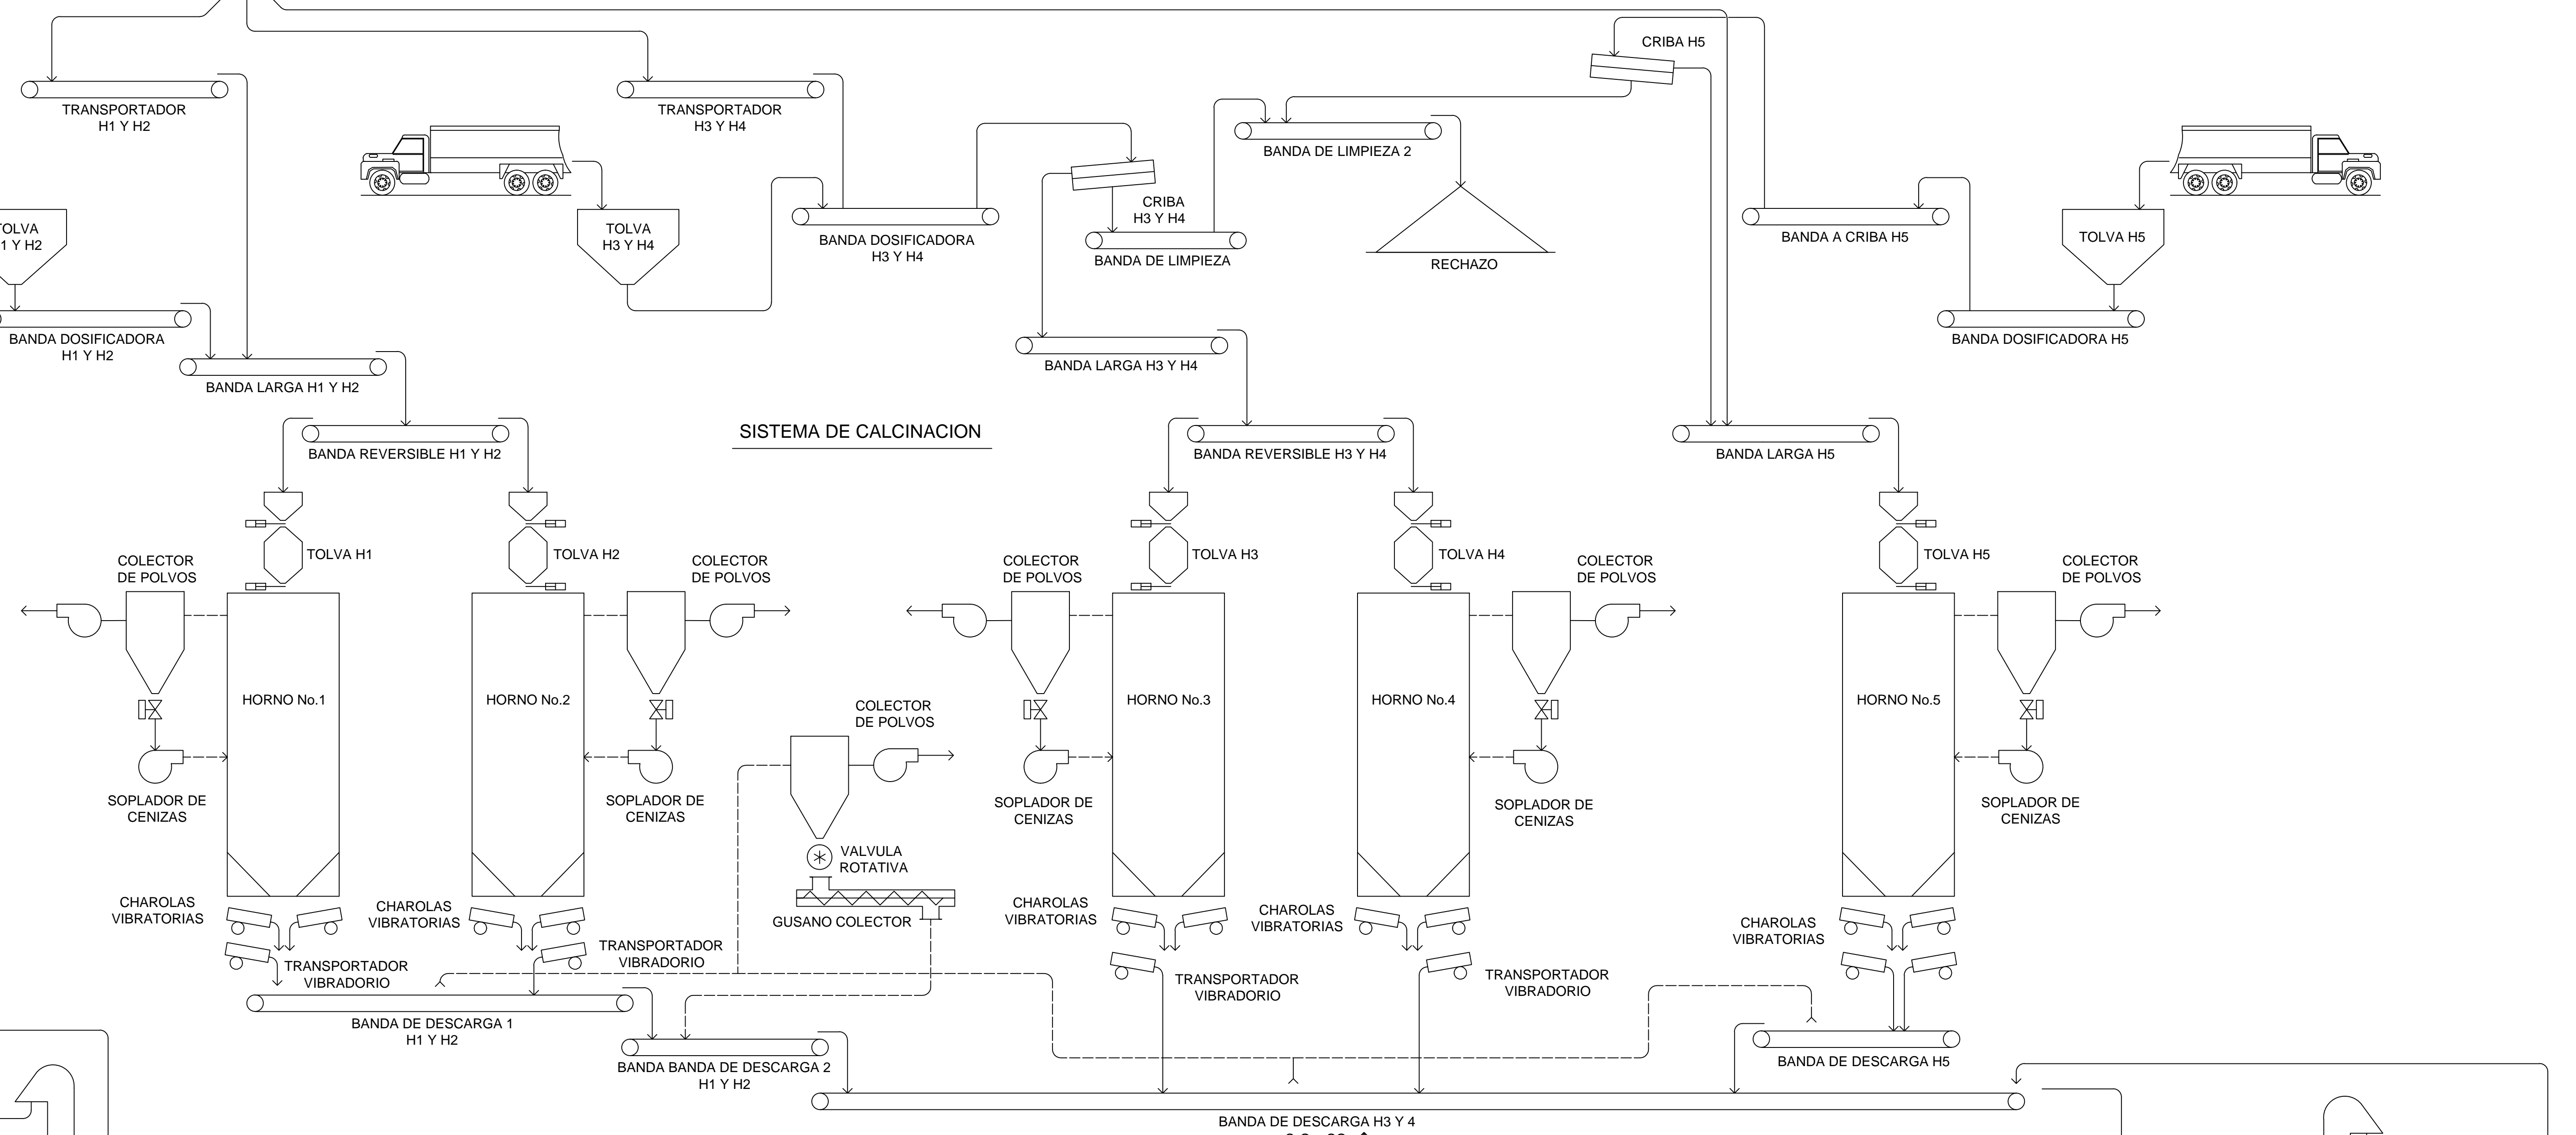 CRIBA H5
TRANSPORTADOR
H1 Y H2
TRANSPORTADOR
H3 Y H4
BANDA DE LIMPIEZA 2
CRIBA
H3 Y H4
TOLVA
1 Y H2
TOLVA
H3 Y H4
BANDA DOSIFICADORA
H3 Y H4
BANDA DE LIMPIEZA
RECHAZO
BANDA A CRIBA H5
TOLVA H5
BANDA DOSIFICADORA
H1 Y H2
BANDA DOSIFICADORA H5
BANDA LARGA H1 Y H2
BANDA LARGA H3 Y H4
SISTEMA DE CALCINACION
BANDA REVERSIBLE H1 Y H2
BANDA REVERSIBLE H3 Y H4
BANDA LARGA H5
TOLVA H1
TOLVA H2
TOLVA H3
TOLVA H4
TOLVA H5
COLECTOR
DE POLVOS
COLECTOR
DE POLVOS
COLECTOR
DE POLVOS
COLECTOR
DE POLVOS
COLECTOR
DE POLVOS
HORNO No.1
HORNO No.2
HORNO No.3
HORNO No.4
HORNO No.5
COLECTOR
DE POLVOS
SOPLADOR DE
CENIZAS
SOPLADOR DE
CENIZAS
SOPLADOR DE
CENIZAS
SOPLADOR DE
CENIZAS
SOPLADOR DE
CENIZAS
VALVULA
ROTATIVA
GUSANO COLECTOR
CHAROLAS
VIBRATORIAS
CHAROLAS
VIBRATORIAS
CHAROLAS
VIBRATORIAS
CHAROLAS
VIBRATORIAS
CHAROLAS
VIBRATORIAS
TRANSPORTADOR
VIBRADORIO
TRANSPORTADOR
VIBRADORIO
TRANSPORTADOR
VIBRADORIO
TRANSPORTADOR
VIBRADORIO
BANDA DE DESCARGA 1
H1 Y H2
BANDA BANDA DE DESCARGA 2
H1 Y H2
BANDA DE DESCARGA H5
BANDA DE DESCARGA H3 Y 4